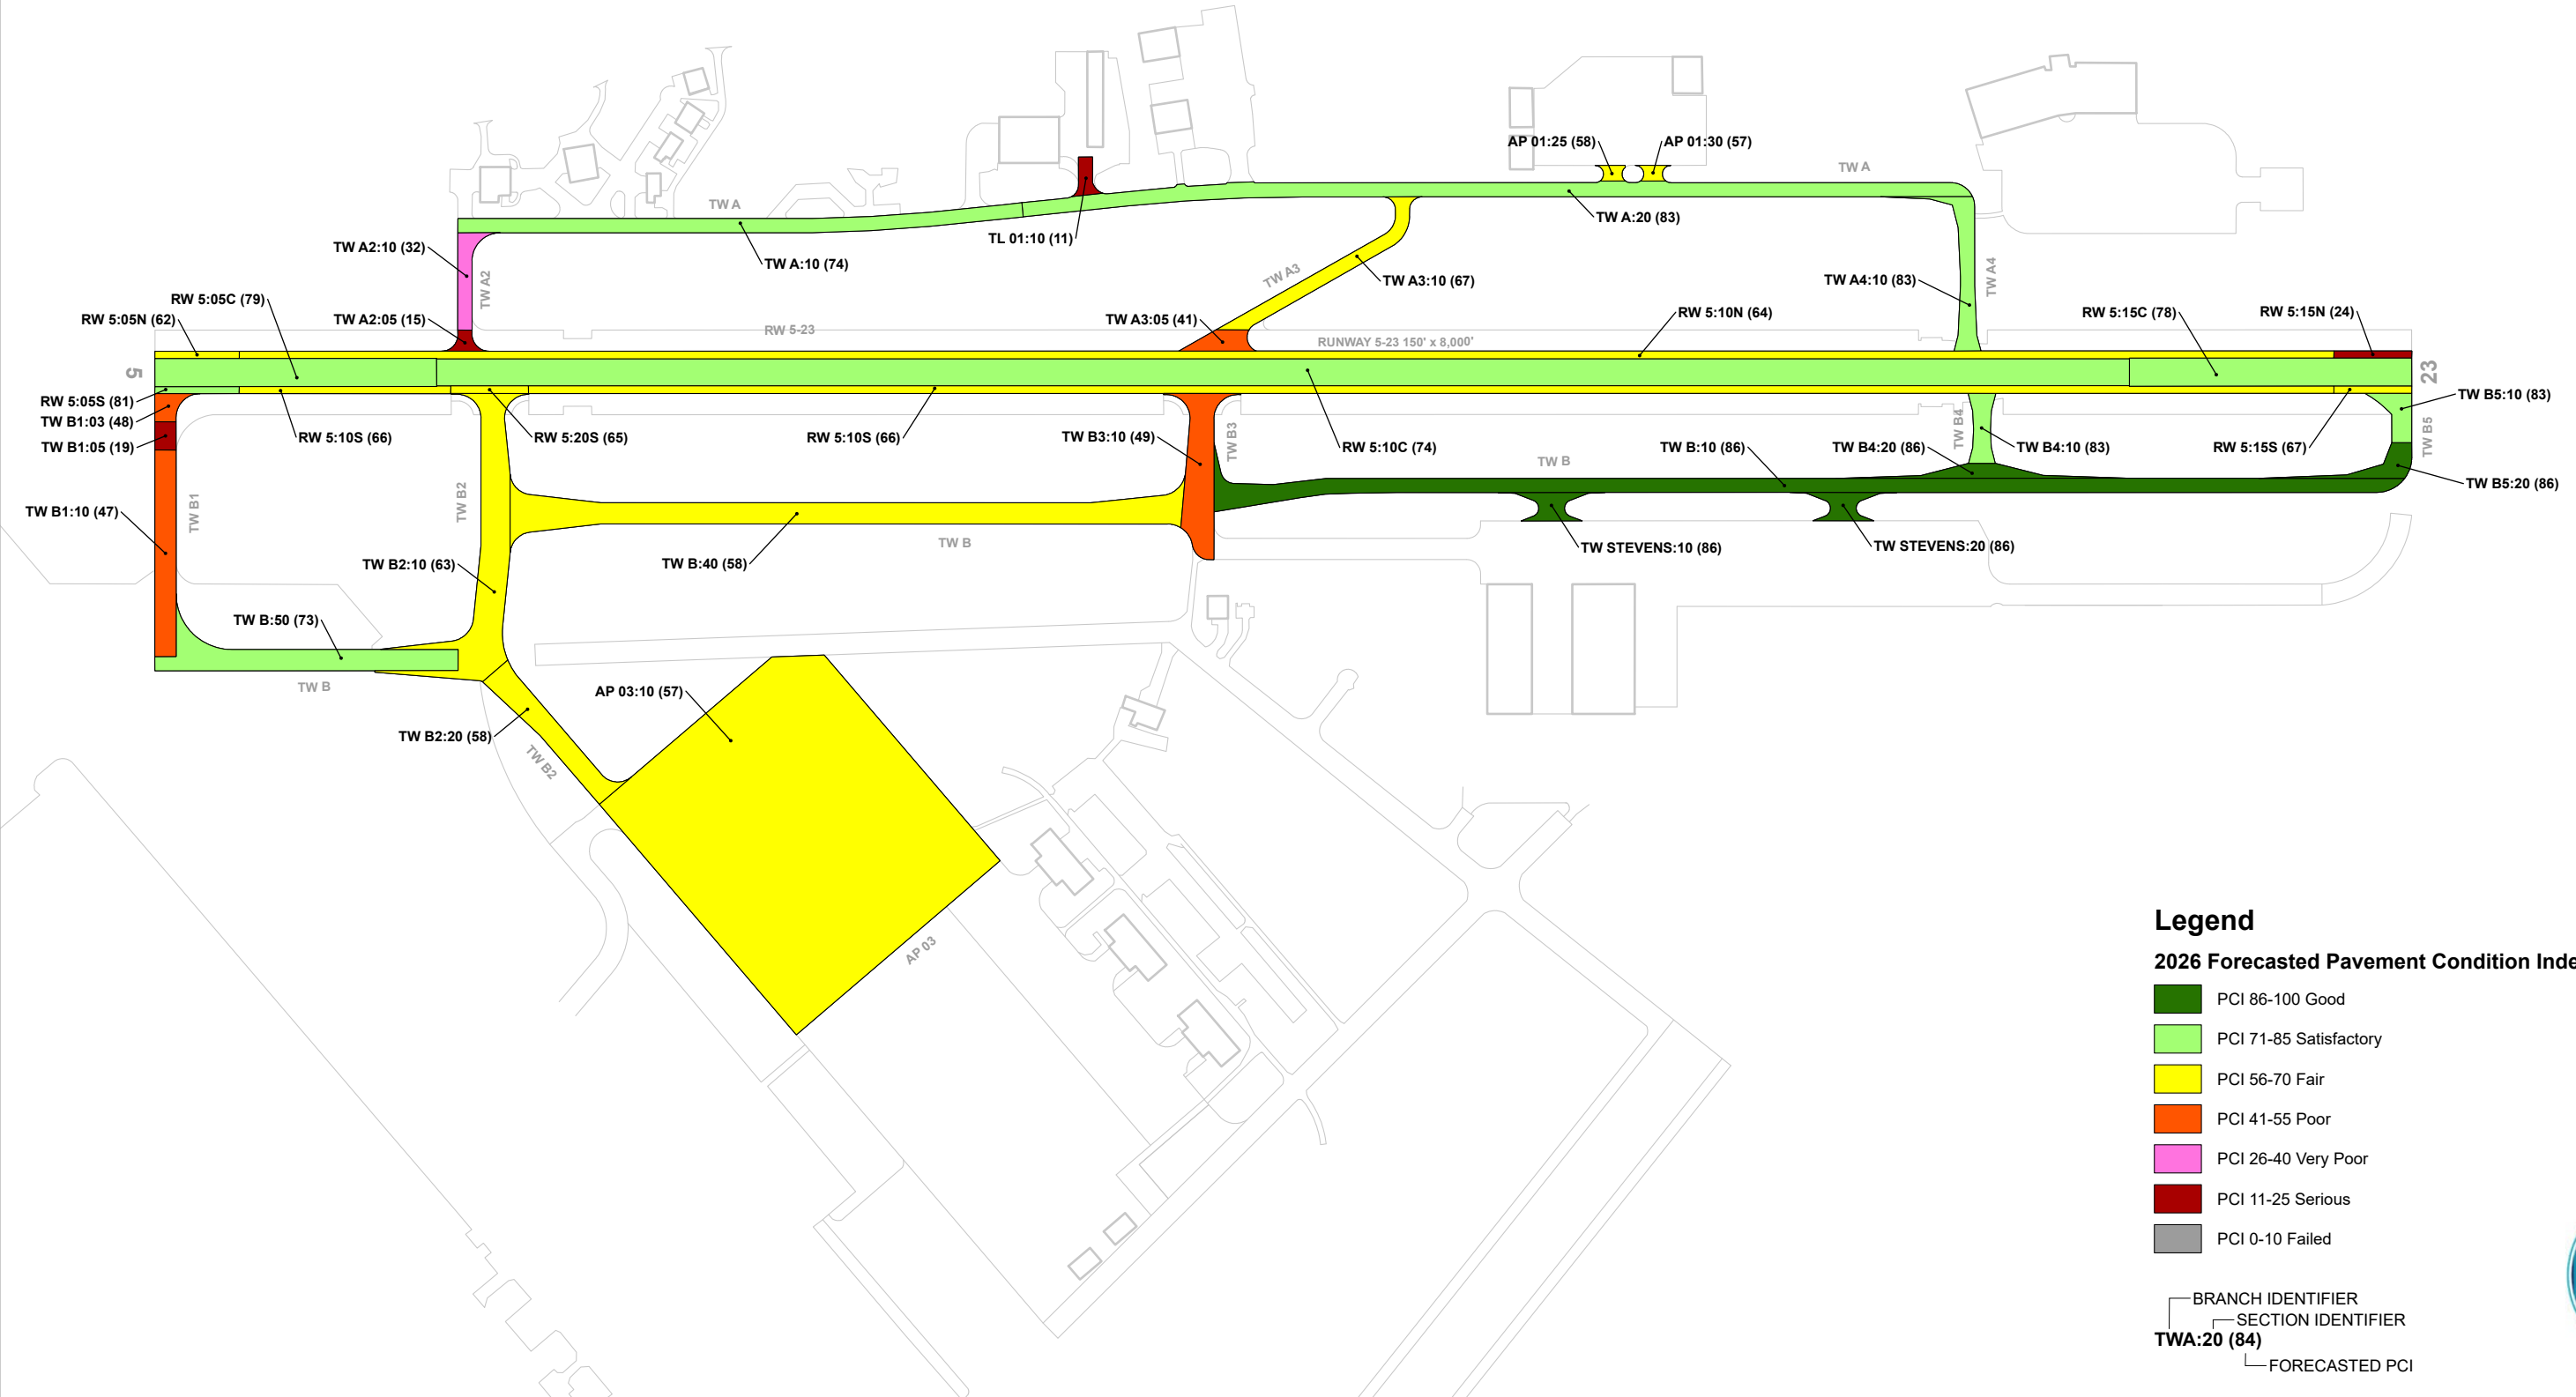 AP 01:25 (58)
AP 01:30 (57)
TW A
TW A
TW A:20 (83)
TL 01:10 (11)
TW A2:10 (32)
TW A:10 (74)
TW A2
TW A3
TW A3:10 (67)
TW A4:10 (83)
TW A4
RW 5:05C (79)
RW 5:05N (62)
TW A2:05 (15)
RW 5-23
TW A3:05 (41)
RUNWAY 5-23 150' x 8,000'
RW 5:10N (64)
RW 5:15C (78)
RW 5:15N (24)
5
23
RW 5:05S (81)
TW B1:03 (48)
TW B1:05 (19)
RW 5:10S (66)
RW 5:20S (65)
RW 5:10S (66)
TW B3:10 (49)
TW B3
RW 5:10C (74)
TW B
TW B:10 (86)
TW B4:20 (86)
TW B4
TW B4:10 (83)
RW 5:15S (67)
TW B5:10 (83)
TW B5
TW B5:20 (86)
TW B1:10 (47)
TW B1
TW B2
TW B2:10 (63)
TW B:40 (58)
TW B
TW STEVENS:10 (86)
TW STEVENS:20 (86)
TW B:50 (73)
TW B
AP 03:10 (57)
TW B2:20 (58)
TW B2
AP 03
Legend
2026 Forecasted Pavement Condition Inde
PCI 86-100 Good
PCI 71-85 Satisfactory
PCI 56-70 Fair
PCI 41-55 Poor
PCI 26-40 Very Poor
PCI 11-25 Serious
PCI 0-10 Failed
BRANCH IDENTIFIER
SECTION IDENTIFIER
TWA:20 (84)
FORECASTED PCI